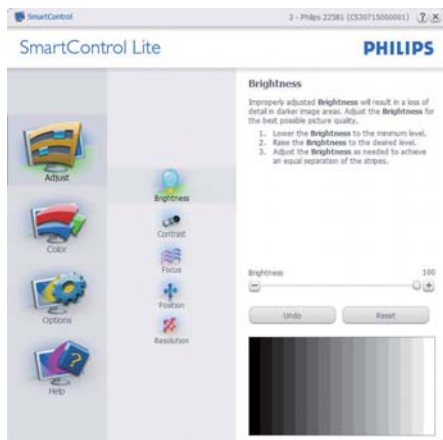 SmartControl
2 - Philips 225B1 (CS30715000001)
SmartControl Lite
PHILIPS
Adjust
Color
Options
Help
Brightness
Contrast
Focus
Position
Resolution
Brightness
Improperly adjusted Brightness will result in a loss of
detail in darker image areas. Adjust the Brightness for
the best possible picture quality.
1. Lower the Brightness to the minimum level.
2. Raise the Brightness to the desired level.
3. Adjust the Brightness as needed to achieve
an equal separation of the stripes.
Brightness 100
Undo Reset